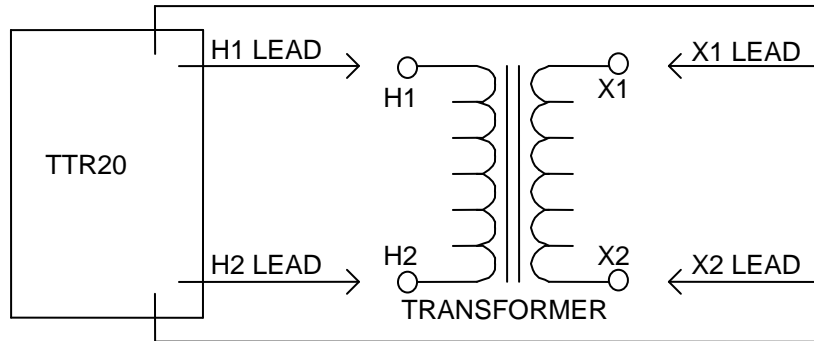 H1 LEAD
X1 LEAD
H1
X1
TTR20
H2
X2
H2 LEAD
X2 LEAD
TRANSFORMER